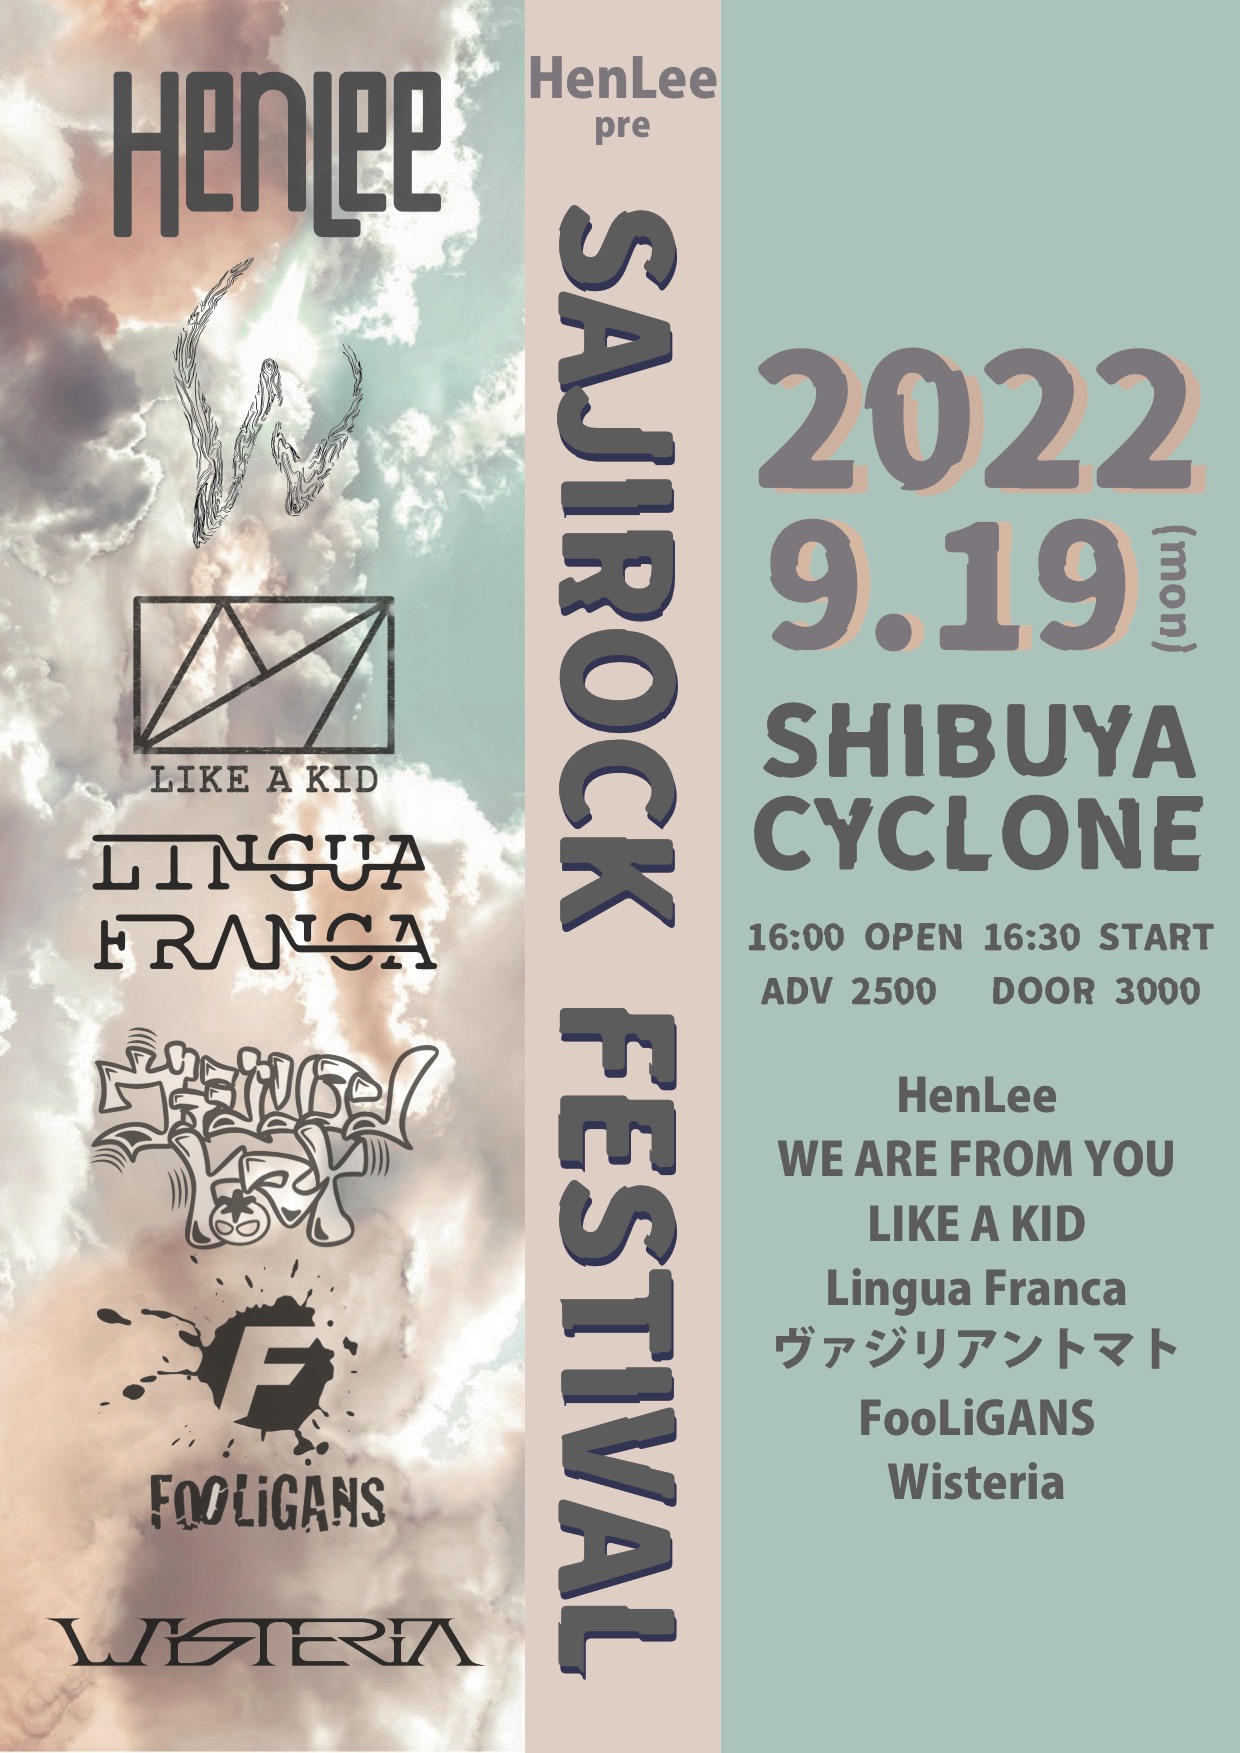 HenLee
W
LIKE A KID
LINGUA
FRANCA
FOOLiGANS
WISTERIA
HenLee
pre
SAJIROCK FESTIVAL
2022
9.19 (mon)
SHIBUYA
CYCLONE
16:00 OPEN 16:30 START
ADV 2500 DOOR 3000
HenLee
WE ARE FROM YOU
LIKE A KID
Lingua Franca
ヴァジリアントマト
FooLiGANS
Wisteria